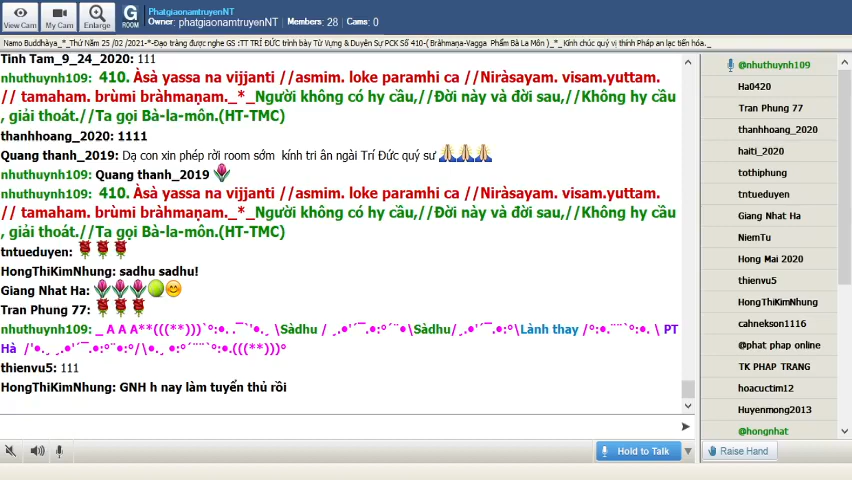 PhatgiaonamtruyenNT
Owner: phatgiaonamtruyenNT | Members: 28 | Cams: 0
View Cam
My Cam
Enlarge
G
ROOM
Namo Buddhàya_*_Thứ Năm 25 /02 /2021-*-Đạo tràng được nghe GS :TT TRÍ ĐỨC trình bày Từ Vựng & Duyên Sự PCK Số 410-( Bràhmaṇa-Vagga Phẩm Bà La Môn )_*_Kính chúc quý vị thính Pháp an lạc tiến hóa._
Tinh Tam_9_24_2020: 111
nhuthuynh109: 410. Àsà yassa na vijjanti //asmim. loke paramhi ca //Niràsayam. visam.yuttam.
// tamaham. brùmi bràhmaṇam._*_Người không có hy cầu,//Đời này và đời sau,//Không hy cầu
, giải thoát.//Ta gọi Bà-la-môn.(HT-TMC)
thanhhoang_2020: 1111
Quang thanh_2019: Dạ con xin phép rời room sớm kính tri ân ngài Trí Đức quý sư
nhuthuynh109: Quang thanh_2019
nhuthuynh109: 410. Àsà yassa na vijjanti //asmim. loke paramhi ca //Niràsayam. visam.yuttam.
// tamaham. brùmi bràhmaṇam._*_Người không có hy cầu,//Đời này và đời sau,//Không hy cầu
, giải thoát.//Ta gọi Bà-la-môn.(HT-TMC)
tntueduyen:
HongThiKimNhung: sadhu sadhu!
Giang Nhat Ha:
Tran Phung 77:
nhuthuynh109: Sàdhu Sàdhu Lành thay PT
Hà
thienvu5: 111
HongThiKimNhung: GNH h nay làm tuyển thủ rồi
Hold to Talk
@nhuthuynh109
Ha0420
Tran Phung 77
thanhhoang_2020
haiti_2020
tothiphung
tntueduyen
Giang Nhat Ha
NiemTu
Hong Mai 2020
thienvu5
HongThiKimNhung
cahnekson1116
@phat phap online
TK PHAP TRANG
hoacuctim12
Huyenmong2013
@hongnhat
Raise Hand